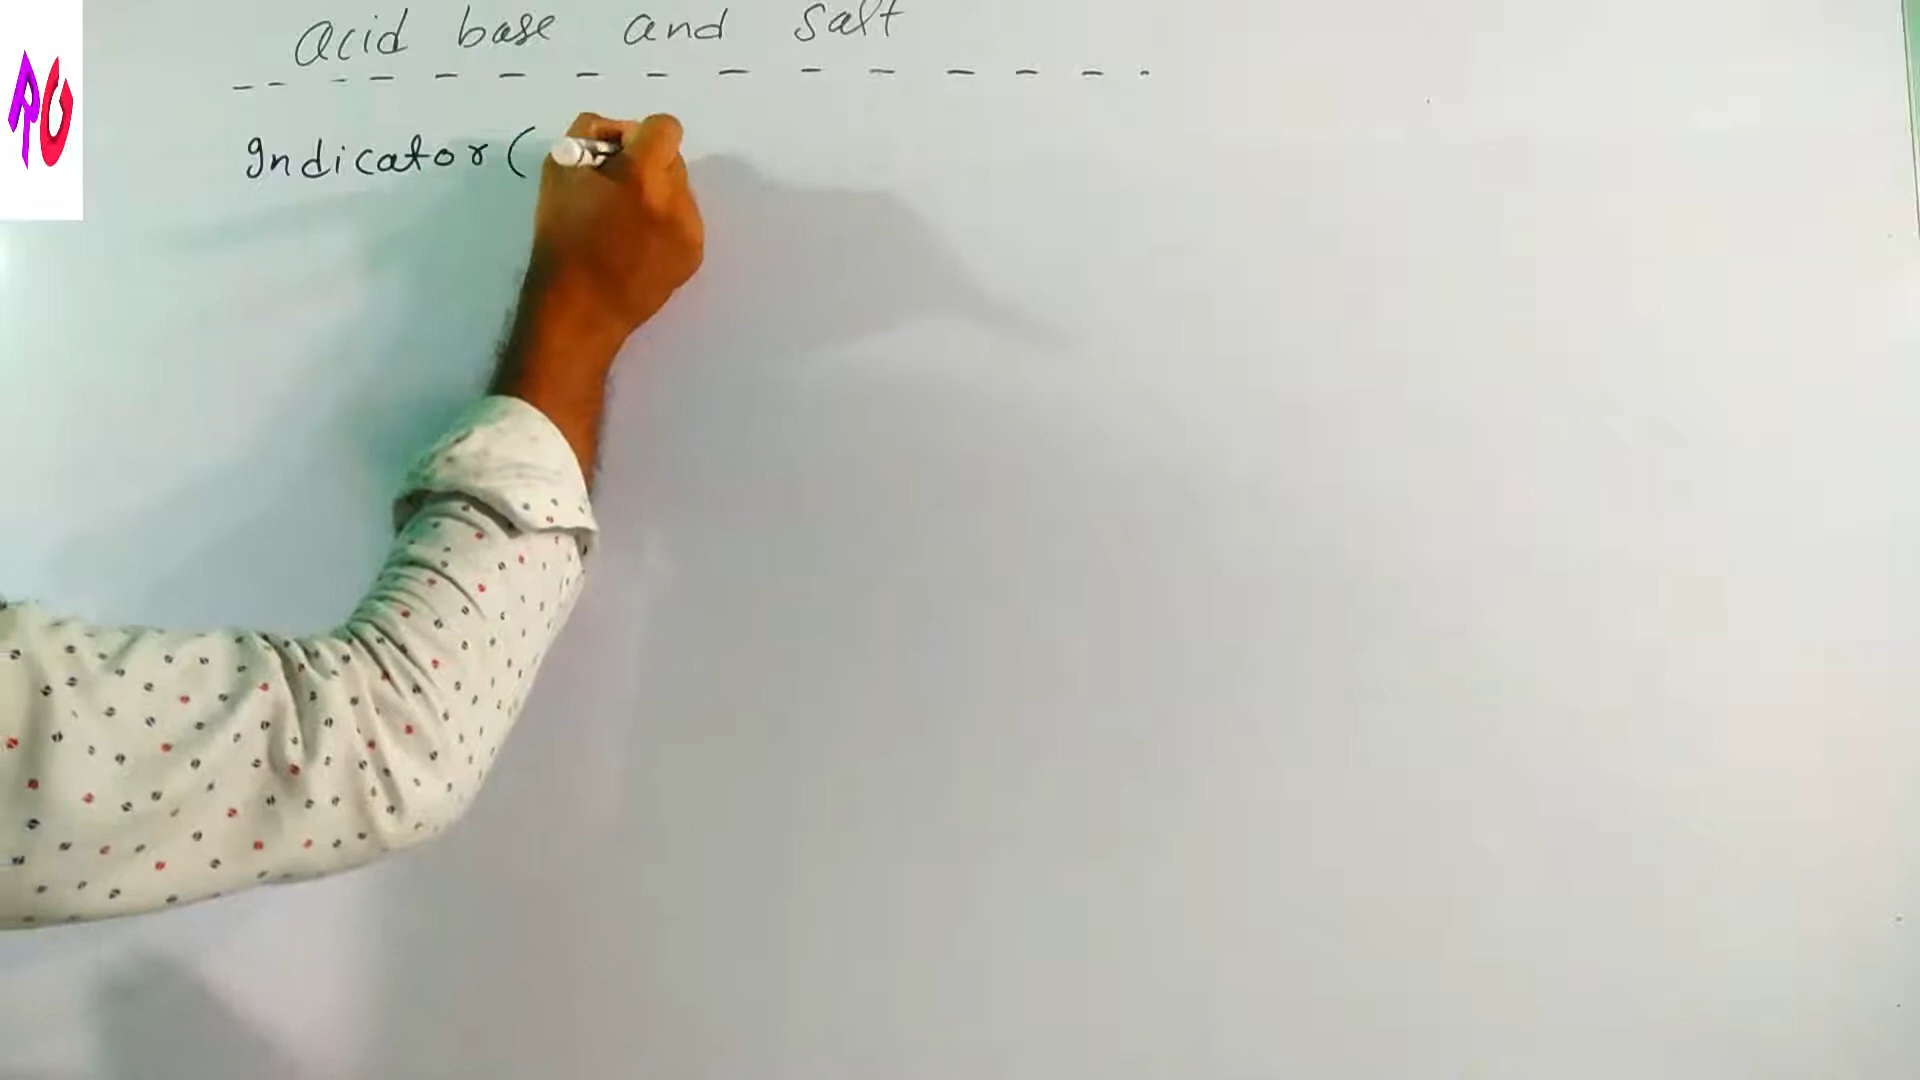 acid base and salt
Indicator (